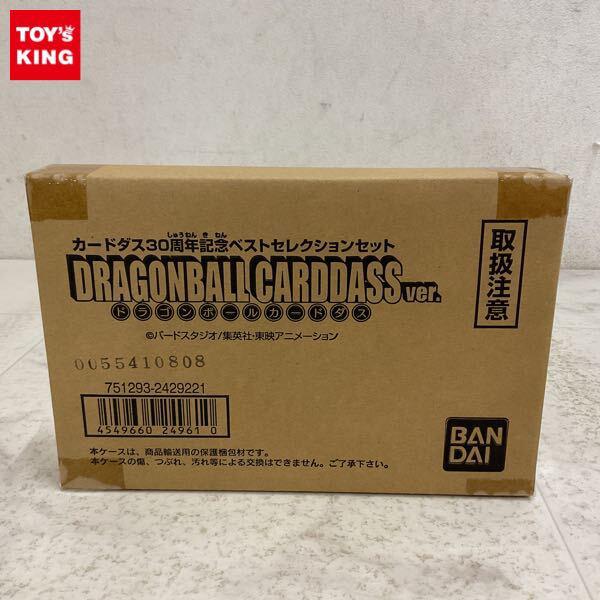 TOY's
KING
しゅうねん き ねん
カードダス30周年記念ベストセレクションセット
DRAGONBALL CARDDASS ver.
ドラゴンボールカードダス
©バードスタジオ/集英社・東映アニメーション
0055410808
751293-2429221
4549660 249610
本ケースは、商品輸送用の保護梱包材です。
本ケースの傷、つぶれ、汚れ等による交換はできません。ご了承下さい。
取扱注意
BAN
DAI